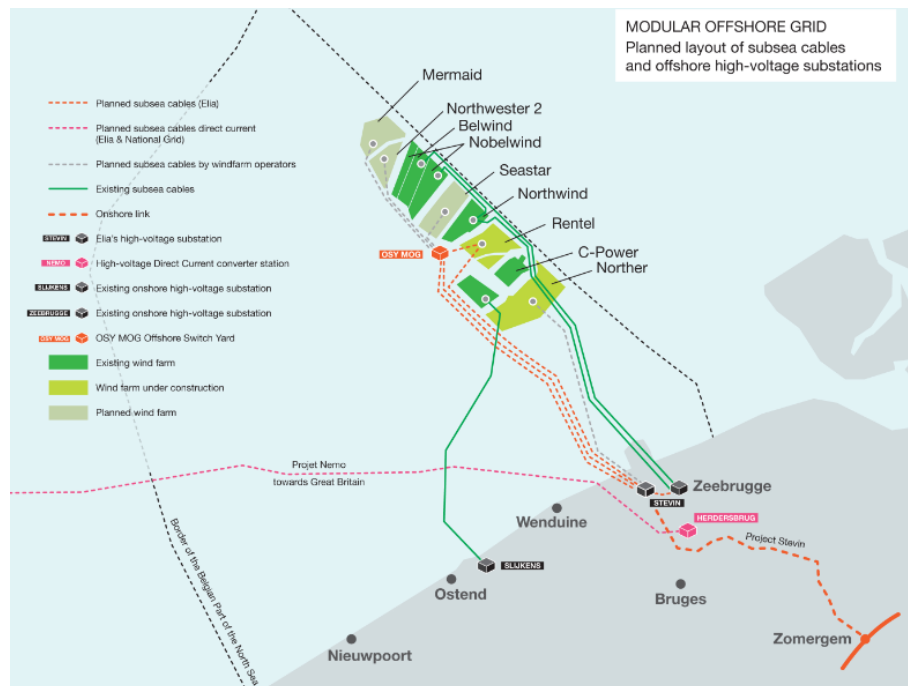 MODULAR OFFSHORE GRID
Planned layout of subsea cables
and offshore high-voltage substations
Mermaid
Northwester 2
Belwind
Nobelwind
Seastar
Northwind
Rentel
C-Power
Norther
Planned subsea cables (Elia)
Planned subsea cables direct current
(Elia & National Grid)
Planned subsea cables by windfarm operators
Existing subsea cables
Onshore link
STEVIN
Elia's high-voltage substation
NEMO
High-voltage Direct Current converter station
SLIJKENS
Existing onshore high-voltage substation
ZEEBRUGGE
Existing onshore high-voltage substation
OSY MOG
OSY MOG Offshore Switch Yard
Existing wind farm
Wind farm under construction
Planned wind farm
OSY MOG
Projet Nemo
towards Great Britain
Border of the Belgian Part of the North Sea
Zeebrugge
STEVIN
HERDERSBRUG
Wenduine
Project Stevin
SLIJKENS
Ostend
Bruges
Nieuwpoort
Zomergem